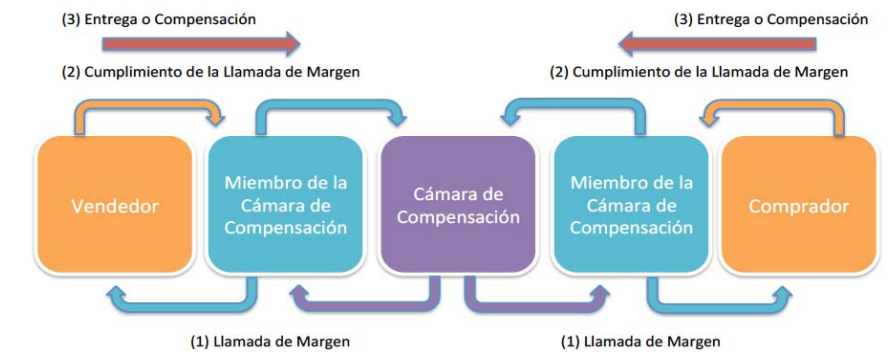 (3) Entrega o Compensación
(3) Entrega o Compensación
(2) Cumplimiento de la Llamada de Margen
(2) Cumplimiento de la Llamada de Margen
Vendedor
Miembro de la
Cámara de
Compensación
Cámara de
Compensación
Miembro de la
Cámara de
Compensación
Comprador
(1) Llamada de Margen
(1) Llamada de Margen